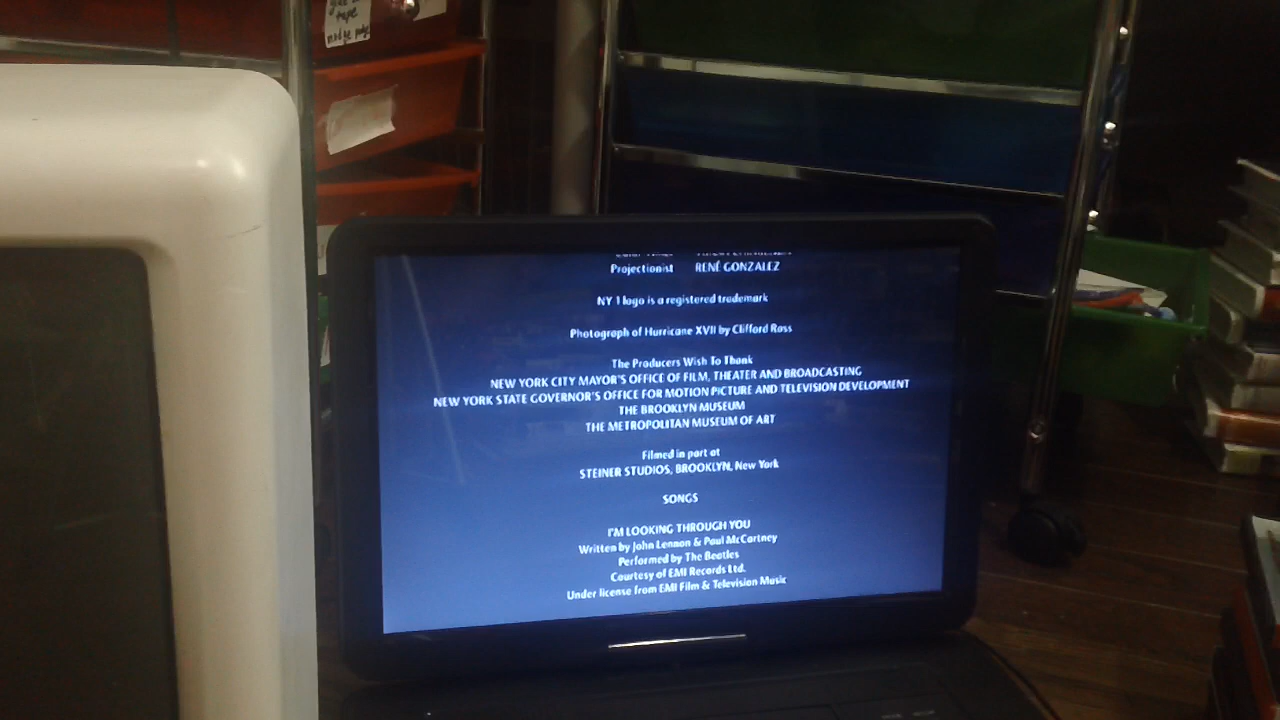 tape
Projectionist RENÉ GONZALEZ
NY 1 logo is a registered trademark
Photograph of Hurricane XVII by Clifford Ross
The Producers Wish To Thank
NEW YORK CITY MAYOR'S OFFICE OF FILM, THEATER AND BROADCASTING
NEW YORK STATE GOVERNOR'S OFFICE FOR MOTION PICTURE AND TELEVISION DEVELOPMENT
THE BROOKLYN MUSEUM
THE METROPOLITAN MUSEUM OF ART
Filmed in part at
STEINER STUDIOS, BROOKLYN, New York
SONGS
I'M LOOKING THROUGH YOU
Written by John Lennon & Paul McCartney
Performed by The Beatles
Courtesy of EMI Records Ltd.
Under license from EMI Film & Television Music